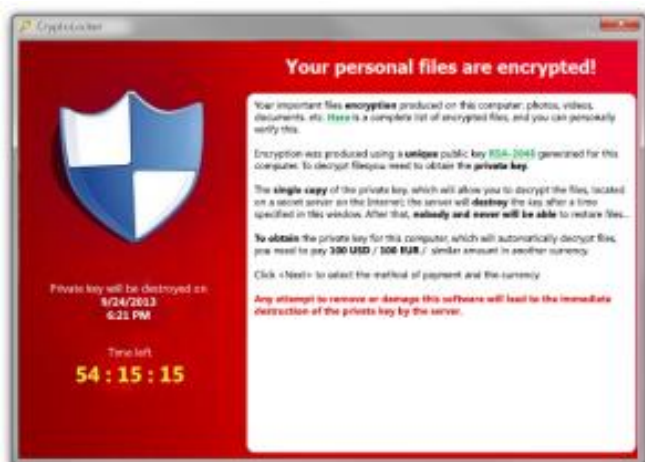 CryptoLocker
Your personal files are encrypted!
Your important files encryption produced on this computer: photos, videos,
documents, etc. Here is a complete list of encrypted files, and you can personally
verify this.
Encryption was produced using a unique public key RSA-2048 generated for this
computer. To decrypt files you need to obtain the private key.
The single copy of the private key, which will allow you to decrypt the files, located
on a secret server on the Internet; the server will destroy the key after a time
specified in this window. After that, nobody and never will be able to restore files...
To obtain the private key for this computer, which will automatically decrypt files,
you need to pay 100 USD / 100 EUR / similar amount in another currency.
Click «Next» to select the method of payment and the currency.
Any attempt to remove or damage this software will lead to the immediate
destruction of the private key by the server.
Private key will be destroyed on
9/24/2013
6:21 PM
Time left
54 : 15 : 15